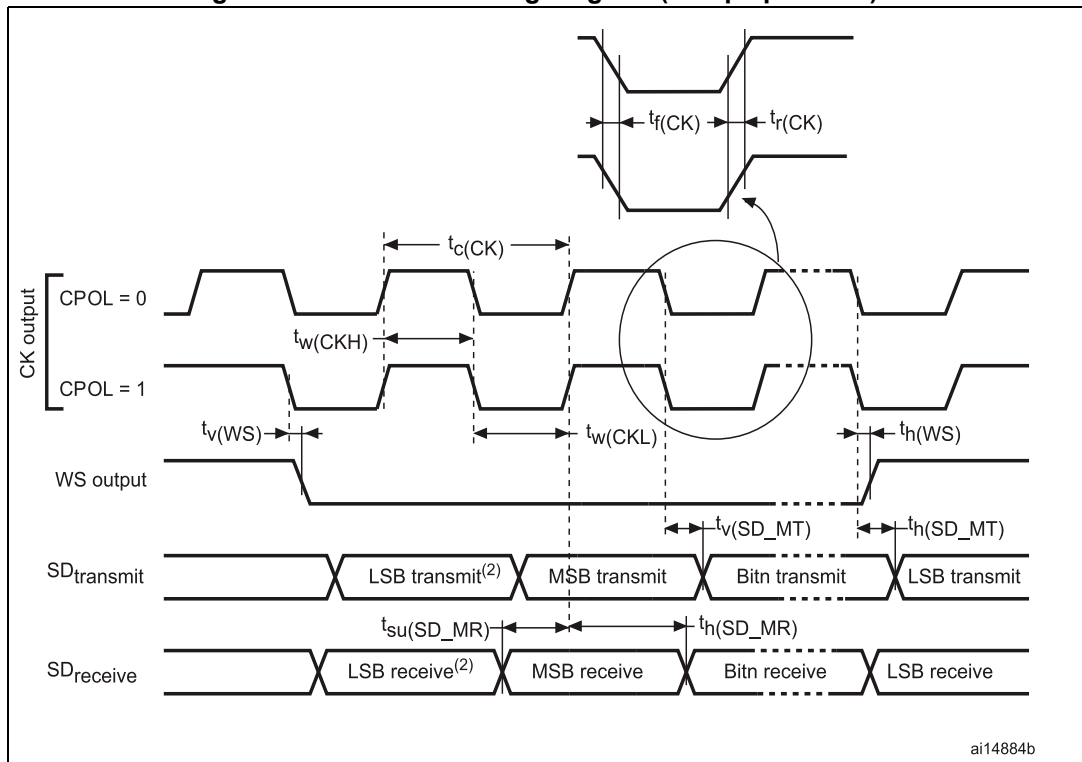 tf(CK)
tr(CK)
tc(CK)
CK output
CPOL = 0
tw(CKH)
CPOL = 1
tv(WS)
tw(CKL)
th(WS)
WS output
tv(SD_MT)
th(SD_MT)
SDtransmit
LSB transmit(2)
MSB transmit
Bitn transmit
LSB transmit
tsu(SD_MR)
th(SD_MR)
SDreceive
LSB receive(2)
MSB receive
Bitn receive
LSB receive
ai14884b